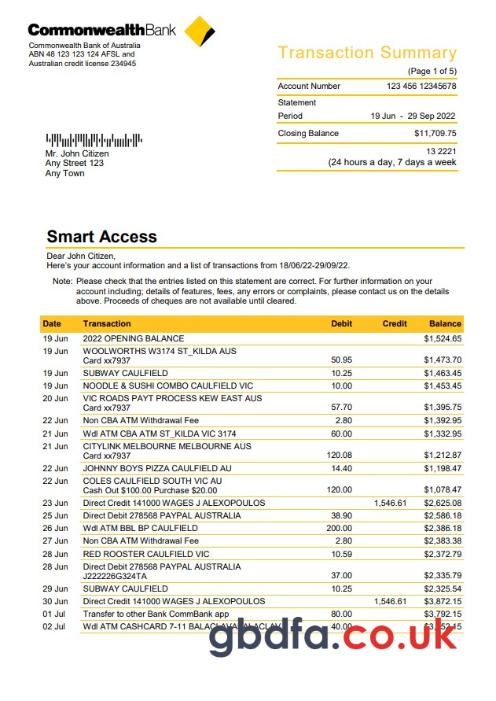 CommonwealthBank
Commonwealth Bank of Australia
ABN 48 123 123 124 AFSL and
Australian credit license 234945
Transaction Summary
(Page 1 of 5)
Account Number 123 456 12345678
Statement
Period 19 Jun - 29 Sep 2022
Closing Balance $11,709.75
13 2221
(24 hours a day, 7 days a week
Mr. John Citizen
Any Street 123
Any Town
Smart Access
Dear John Citizen,
Here's your account information and a list of transactions from 18/06/22-29/09/22.
Note: Please check that the entries listed on this statement are correct. For further information on your
account including; details of features, fees, any errors or complaints, please contact us on the details
above. Proceeds of cheques are not available until cleared.
Date Transaction Debit Credit Balance
19 Jun 2022 OPENING BALANCE $1,524.65
19 Jun WOOLWORTHS W3174 ST_KILDA AUS
Card xx7937 50.95 $1,473.70
19 Jun SUBWAY CAULFIELD 10.25 $1,463.45
19 Jun NOODLE & SUSHI COMBO CAULFIELD VIC 10.00 $1,453.45
20 Jun VIC ROADS PAYT PROCESS KEW EAST AUS
Card xx7937 57.70 $1,395.75
22 Jun Non CBA ATM Withdrawal Fee 2.80 $1,392.95
21 Jun Wdl ATM CBA ATM ST_KILDA VIC 3174 60.00 $1,332.95
21 Jun CITYLINK MELBOURNE MELBOURNE AUS
Card xx7937 120.08 $1,212.87
22 Jun JOHNNY BOYS PIZZA CAULFIELD AU 14.40 $1,198.47
22 Jun COLES CAULFIELD SOUTH VIC AU
Cash Out $100.00 Purchase $20.00 120.00 $1,078.47
23 Jun Direct Credit 141000 WAGES J ALEXOPOULOS 1,546.61 $2,625.08
25 Jun Direct Debit 278568 PAYPAL AUSTRALIA 38.90 $2,586.18
26 Jun Wdl ATM BBL BP CAULFIELD 200.00 $2,386.18
27 Jun Non CBA ATM Withdrawal Fee 2.80 $2,383.38
28 Jun RED ROOSTER CAULFIELD VIC 10.59 $2,372.79
28 Jun Direct Debit 278568 PAYPAL AUSTRALIA
J222226G324TA 37.00 $2,335.79
29 Jun SUBWAY CAULFIELD 10.25 $2,325.54
30 Jun Direct Credit 141000 WAGES J ALEXOPOULOS 1,546.61 $3,872.15
01 Jul Transfer to other Bank CommBank app 80.00 $3,792.15
02 Jul Wdl ATM CASHCARD 7-11 40.00
gbdfa.co.uk